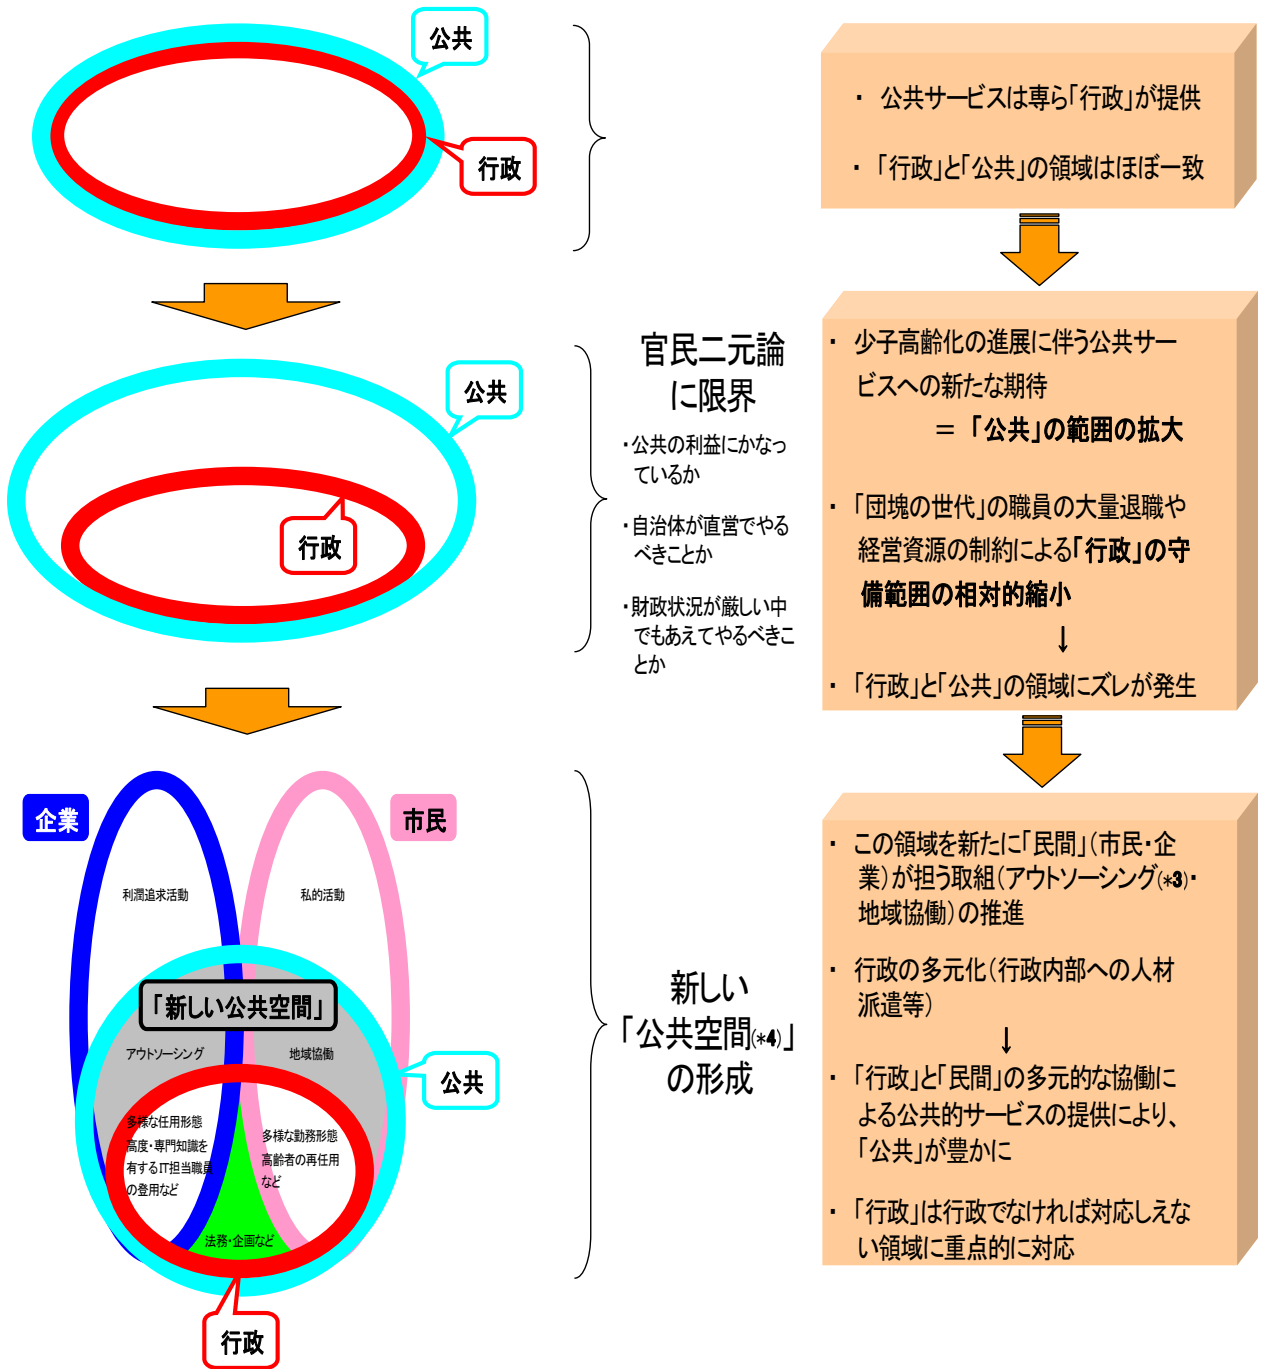 公共
行政
・ 公共サービスは専ら「行政」が提供
・ 「行政」と「公共」の領域はほぼ一致
公共
行政
官民二元論
に限界
・公共の利益にかなっ
ているか
・自治体が直営でやる
べきことか
・財政状況が厳しい中
でもあえてやるべきこ
とか
・ 少子高齢化の進展に伴う公共サー
ビスへの新たな期待
＝「公共」の範囲の拡大
・ 「団塊の世代」の職員の大量退職や
経営資源の制約による「行政」の守
備範囲の相対的縮小
↓
・ 「行政」と「公共」の領域にズレが発生
企業
市民
利潤追求活動
私的活動
「新しい公共空間」
アウトソーシング
地域協働
公共
多様な任用形態
高度・専門知識を
有するIT担当職員
の登用など
多様な勤務形態
高齢者の再任用
など
法務・企画など
行政
新しい
「公共空間(*4)」
の形成
・ この領域を新たに「民間」（市民・企
業）が担う取組（アウトソーシング(*3)・
地域協働）の推進
・ 行政の多元化（行政内部への人材
派遣等）
↓
・ 「行政」と「民間」の多元的な協働に
よる公共的サービスの提供により、
「公共」が豊かに
・ 「行政」は行政でなければ対応しえな
い領域に重点的に対応